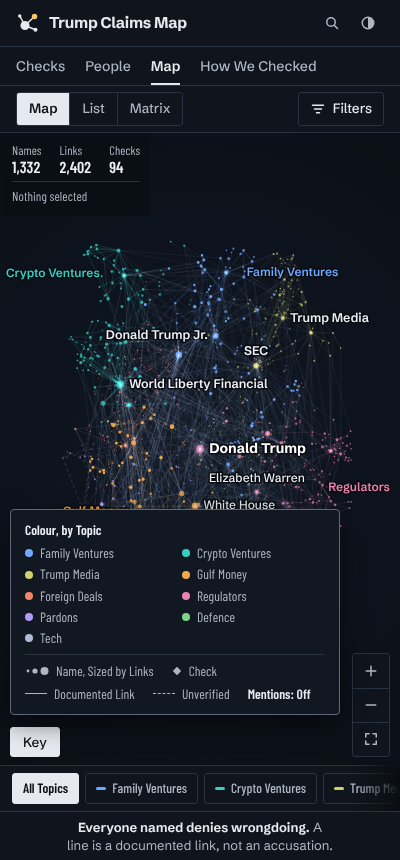 Trump Claims Map
Checks People Map How We Checked
Map List Matrix Filters
Names Links Checks
1,332 2,402 94
Nothing selected
Crypto Ventures
Family Ventures
Trump Media
Donald Trump Jr.
SEC
World Liberty Financial
Donald Trump
Elizabeth Warren
Regulators
White House
Colour, by Topic
Family Ventures Crypto Ventures
Trump Media Gulf Money
Foreign Deals Regulators
Pardons Defence
Tech
Name, Sized by Links Check
Documented Link Unverified Mentions: Off
Key
All Topics Family Ventures Crypto Ventures Trump
Everyone named denies wrongdoing. A
line is a documented link, not an accusation.